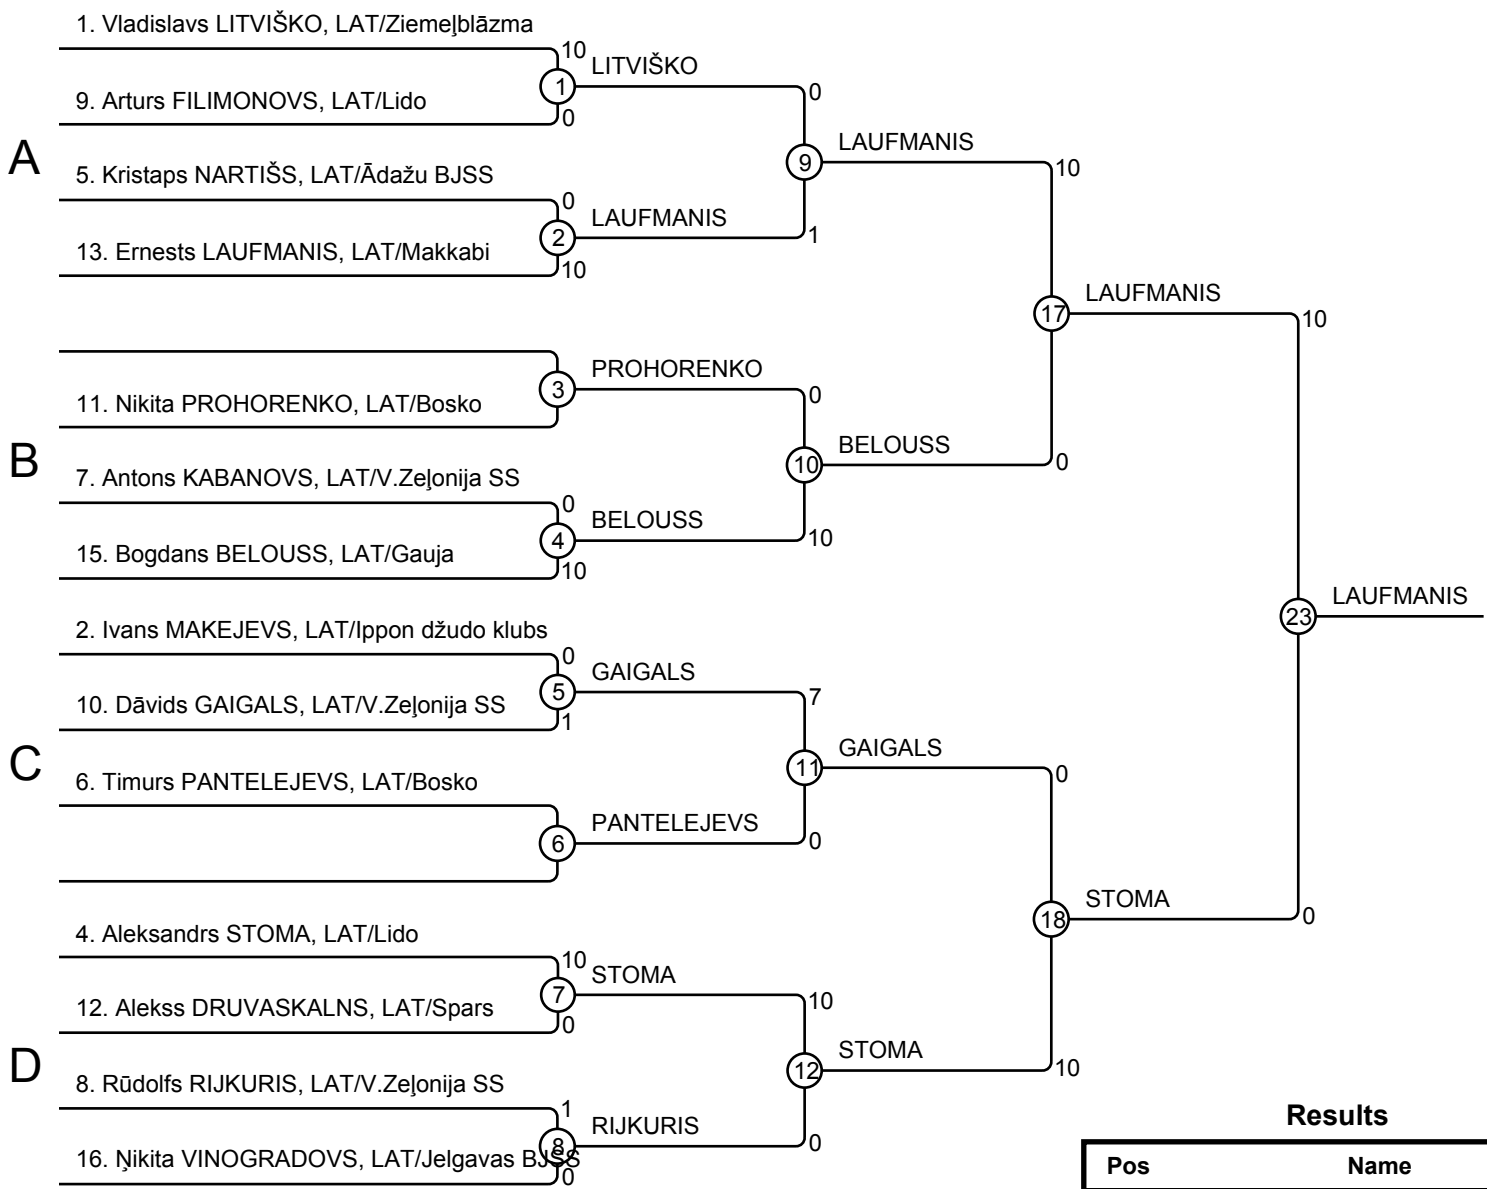 1. Vladislavs LITVIŠKO, LAT/Ziemeļblāzma
10
1
LITVIŠKO
9. Arturs FILIMONOVS, LAT/Lido
0
0
A
9
LAUFMANIS
5. Kristaps NARTIŠS, LAT/Ādažu BJSS
0
10
2
LAUFMANIS
1
13. Ernests LAUFMANIS, LAT/Makkabi
10
17
LAUFMANIS
10
3
PROHORENKO
0
11. Nikita PROHORENKO, LAT/Bosko
B
10
BELOUSS
0
7. Antons KABANOVS, LAT/V.Zeļonija SS
0
4
BELOUSS
10
15. Bogdans BELOUSS, LAT/Gauja
10
23
LAUFMANIS
2. Ivans MAKEJEVS, LAT/Ippon džudo klubs
0
5
GAIGALS
7
10. Dāvids GAIGALS, LAT/V.Zeļonija SS
1
C
11
GAIGALS
0
6. Timurs PANTELEJEVS, LAT/Bosko
6
PANTELEJEVS
0
18
STOMA
0
4. Aleksandrs STOMA, LAT/Lido
10
7
STOMA
10
12. Alekss DRUVASKALNS, LAT/Spars
0
D
12
STOMA
10
8. Rūdolfs RIJKURIS, LAT/V.Zeļonija SS
1
8
RIJKURIS
0
16. Ņikita VINOGRADOVS, LAT/Jelgavas BJSS
0
Results
Pos Name